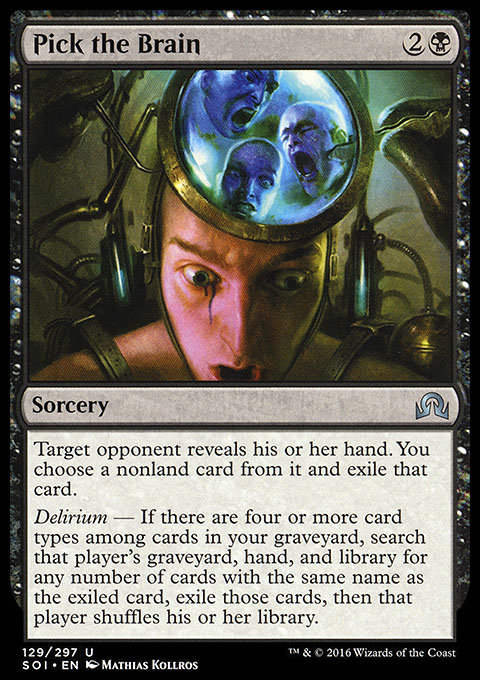 Pick the Brain 2
Sorcery
Target opponent reveals his or her hand. You
choose a nonland card from it and exile that
card.
Delirium — If there are four or more card
types among cards in your graveyard, search
that player's graveyard, hand, and library for
any number of cards with the same name as
the exiled card, exile those cards, then that
player shuffles his or her library.
129/297 U
SOI • EN Mathias Kollros
™ & © 2016 Wizards of the Coast